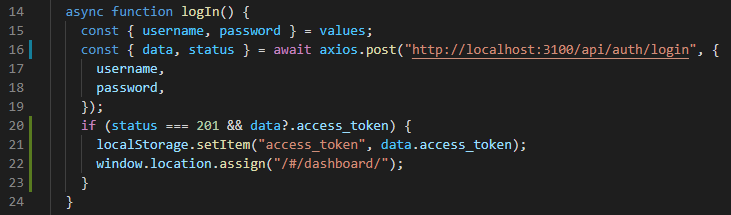 14 async function logIn() {
15 const { username, password } = values;
16 const { data, status } = await axios.post("http://localhost:3100/api/auth/login", {
17 username,
18 password,
19 });
20 if (status === 201 && data?.access_token) {
21 localStorage.setItem("access_token", data.access_token);
22 window.location.assign("/#/dashboard/");
23 }
24 }